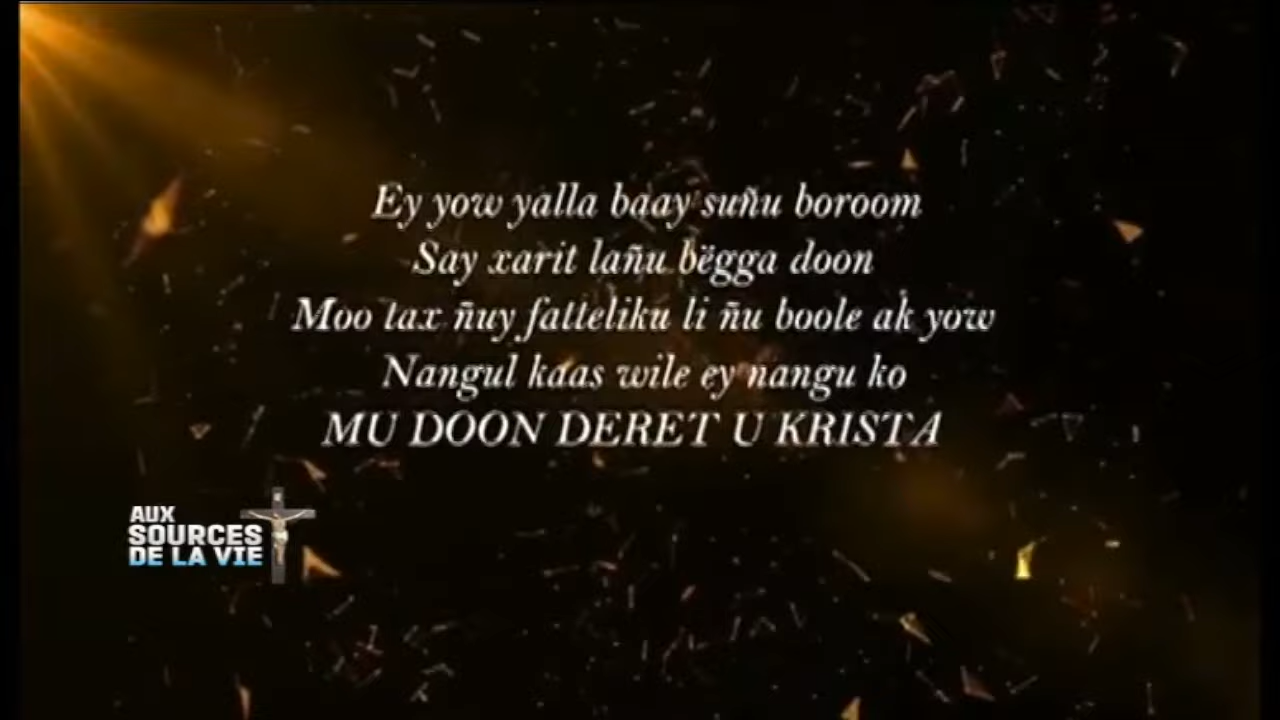 Ey yow yalla baay suñu boroom
Say xarit lañu bëgga doon
Moo tax ñuy fatteliku li ñu boole ak yow
Nangul kaas wile ey nangu ko
MU DOON DERET U KRISTA
AUX
SOURCES
DE LA VIE